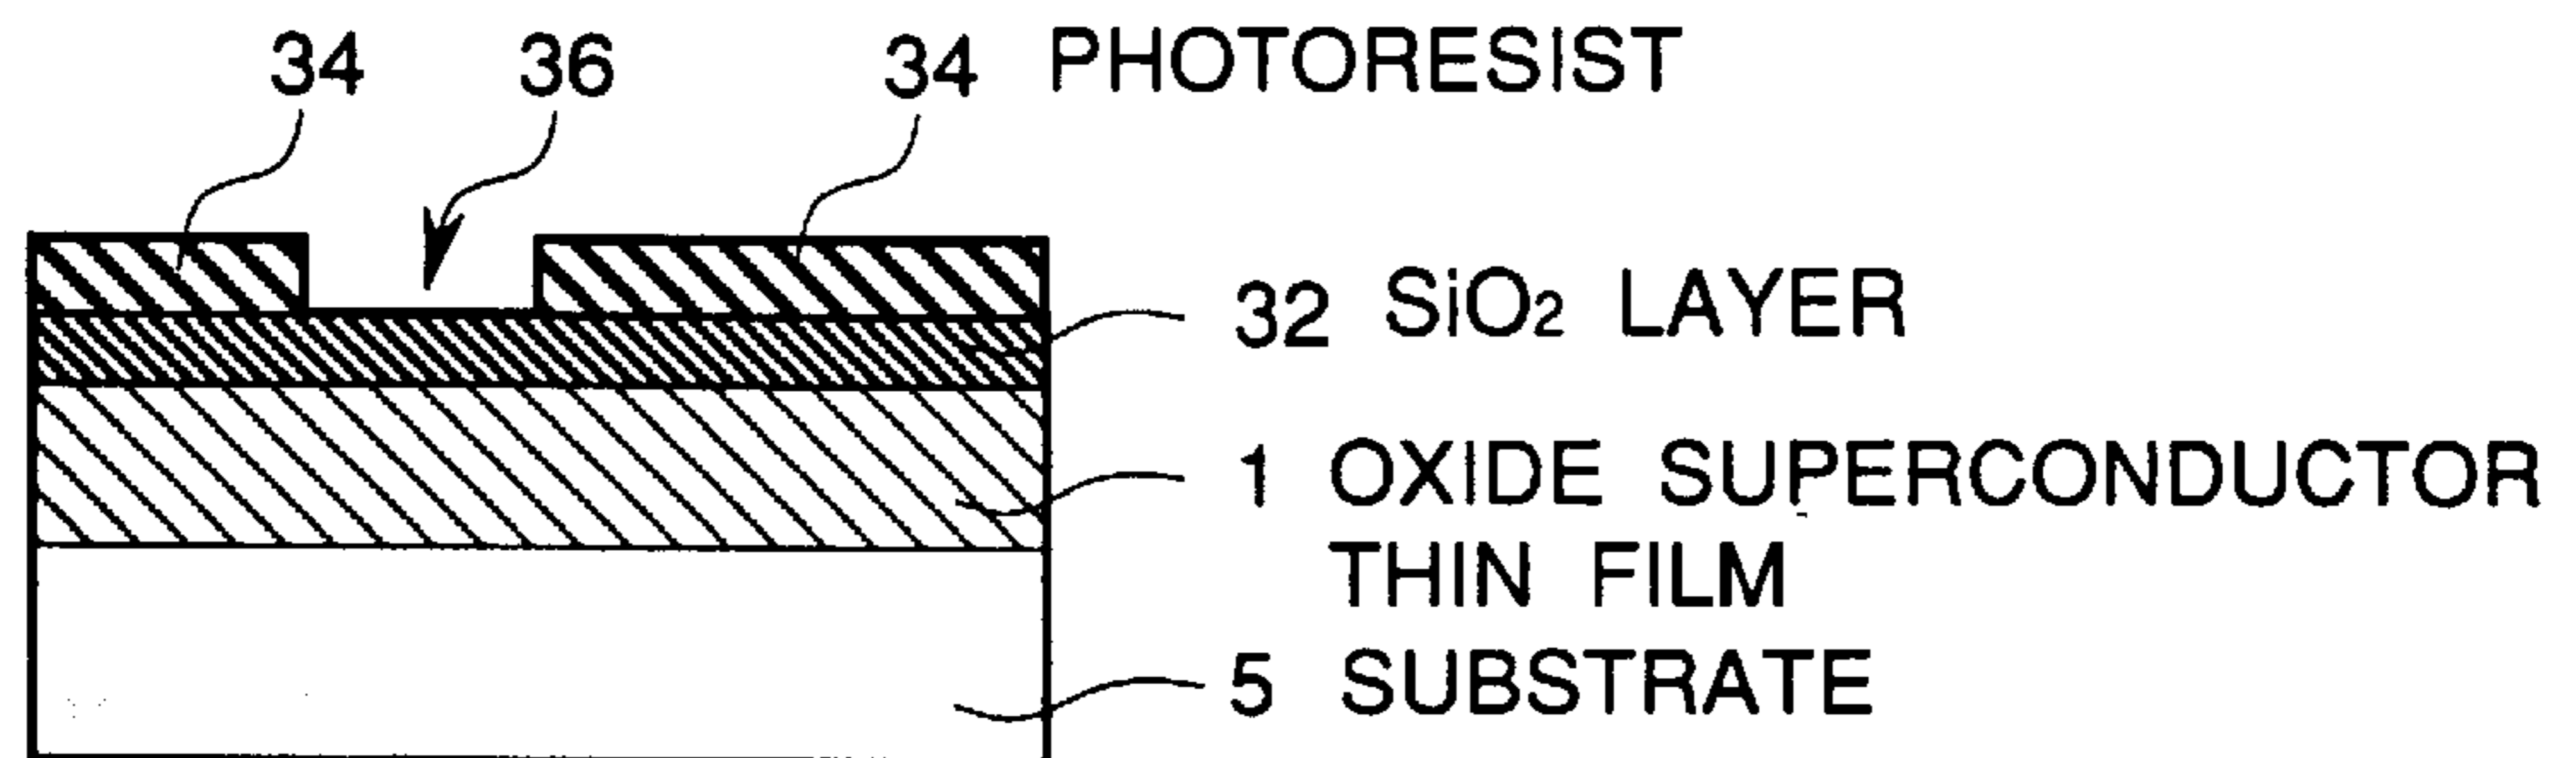 34 36 34 PHOTORESIST
32 SiO₂ LAYER
1 OXIDE SUPERCONDUCTOR
THIN FILM
5 SUBSTRATE